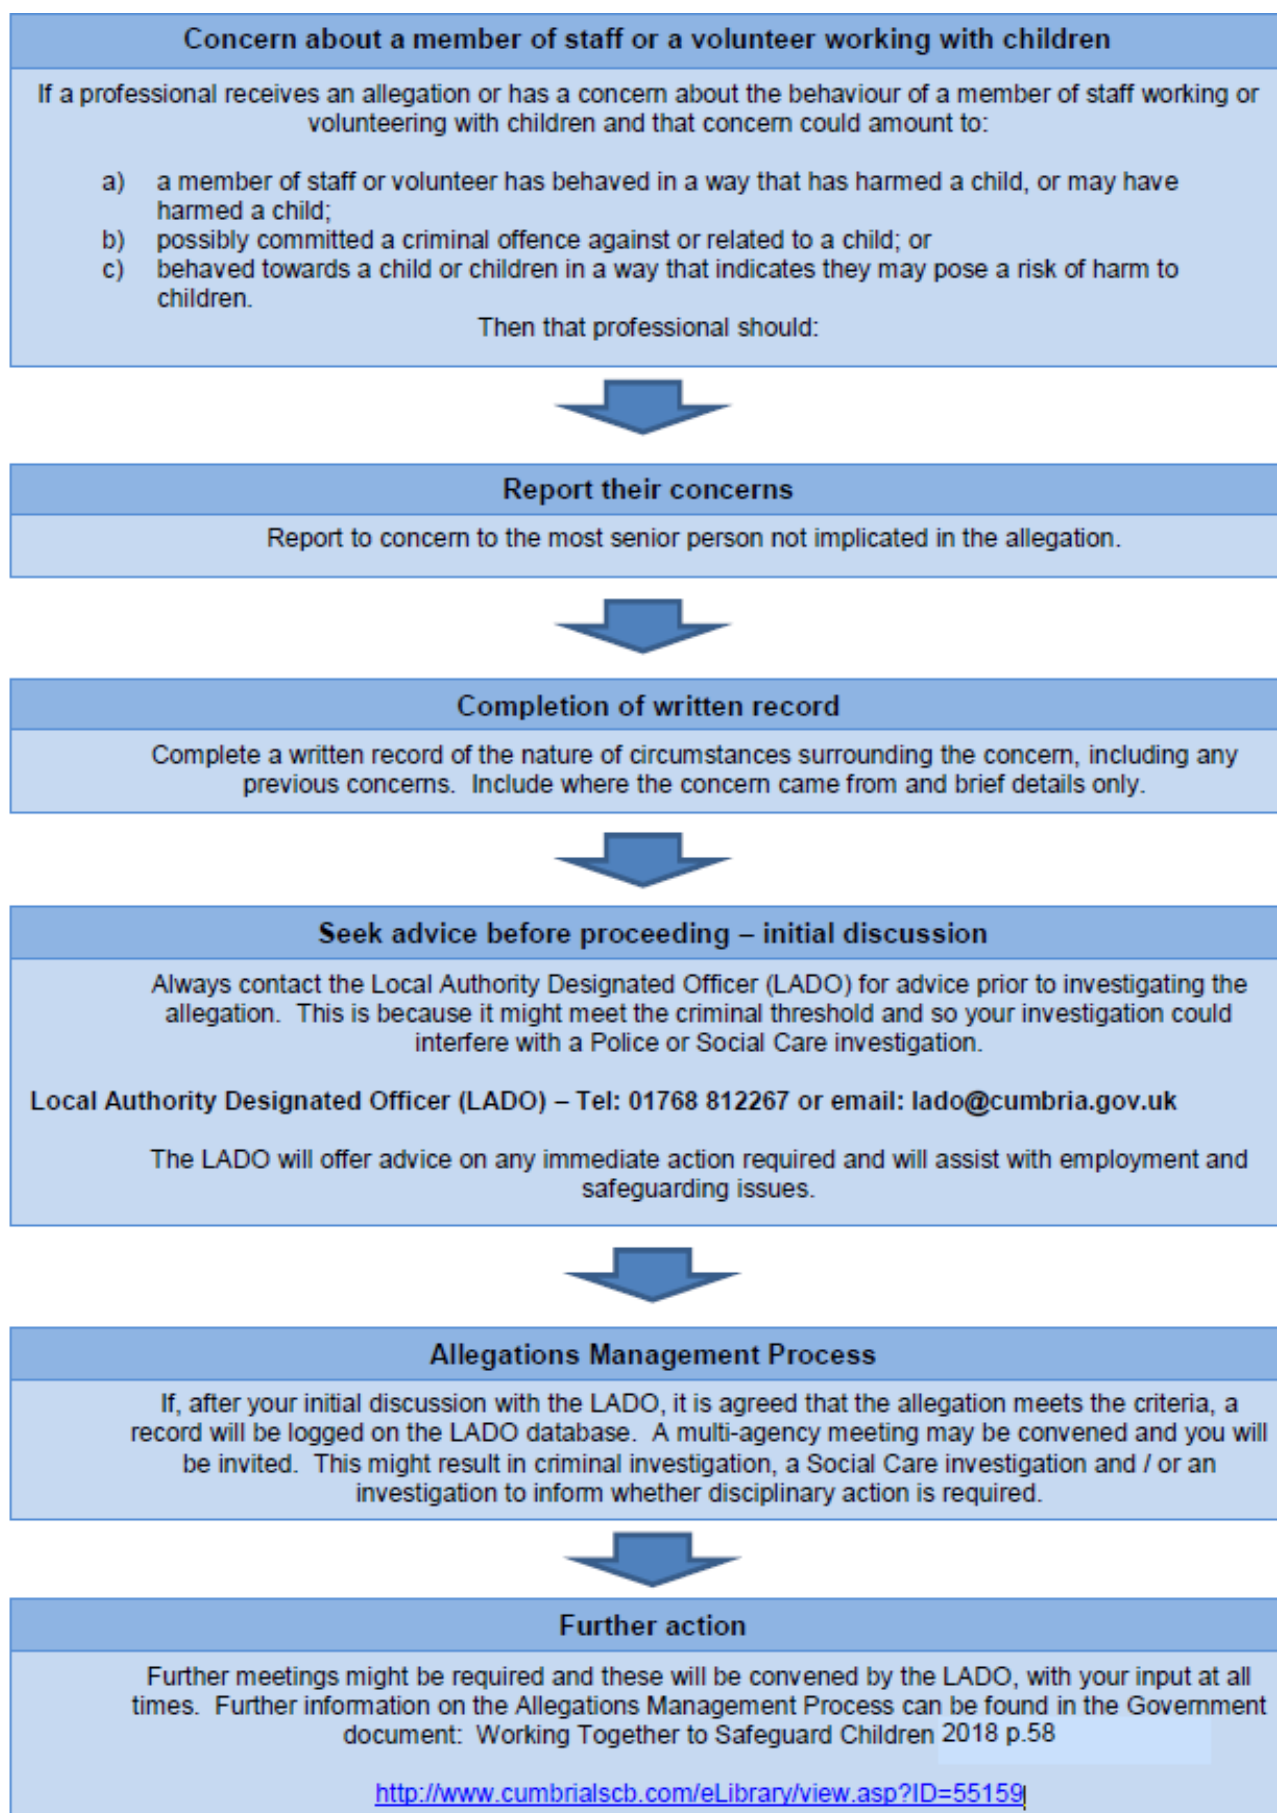 Concern about a member of staff or a volunteer working with children
If a professional receives an allegation or has a concern about the behaviour of a member of staff working or
volunteering with children and that concern could amount to:
a) a member of staff or volunteer has behaved in a way that has harmed a child, or may have
harmed a child;
b) possibly committed a criminal offence against or related to a child; or
c) behaved towards a child or children in a way that indicates they may pose a risk of harm to
children.
Then that professional should:
Report their concerns
Report to concern to the most senior person not implicated in the allegation.
Completion of written record
Complete a written record of the nature of circumstances surrounding the concern, including any
previous concerns. Include where the concern came from and brief details only.
Seek advice before proceeding – initial discussion
Always contact the Local Authority Designated Officer (LADO) for advice prior to investigating the
allegation. This is because it might meet the criminal threshold and so your investigation could
interfere with a Police or Social Care investigation.
Local Authority Designated Officer (LADO) – Tel: 01768 812267 or email: lado@cumbria.gov.uk
The LADO will offer advice on any immediate action required and will assist with employment and
safeguarding issues.
Allegations Management Process
If, after your initial discussion with the LADO, it is agreed that the allegation meets the criteria, a
record will be logged on the LADO database. A multi-agency meeting may be convened and you will
be invited. This might result in criminal investigation, a Social Care investigation and / or an
investigation to inform whether disciplinary action is required.
Further action
Further meetings might be required and these will be convened by the LADO, with your input at all
times. Further information on the Allegations Management Process can be found in the Government
document: Working Together to Safeguard Children 2018 p.58
http://www.cumbrialscb.com/eLibrary/view.asp?ID=55159